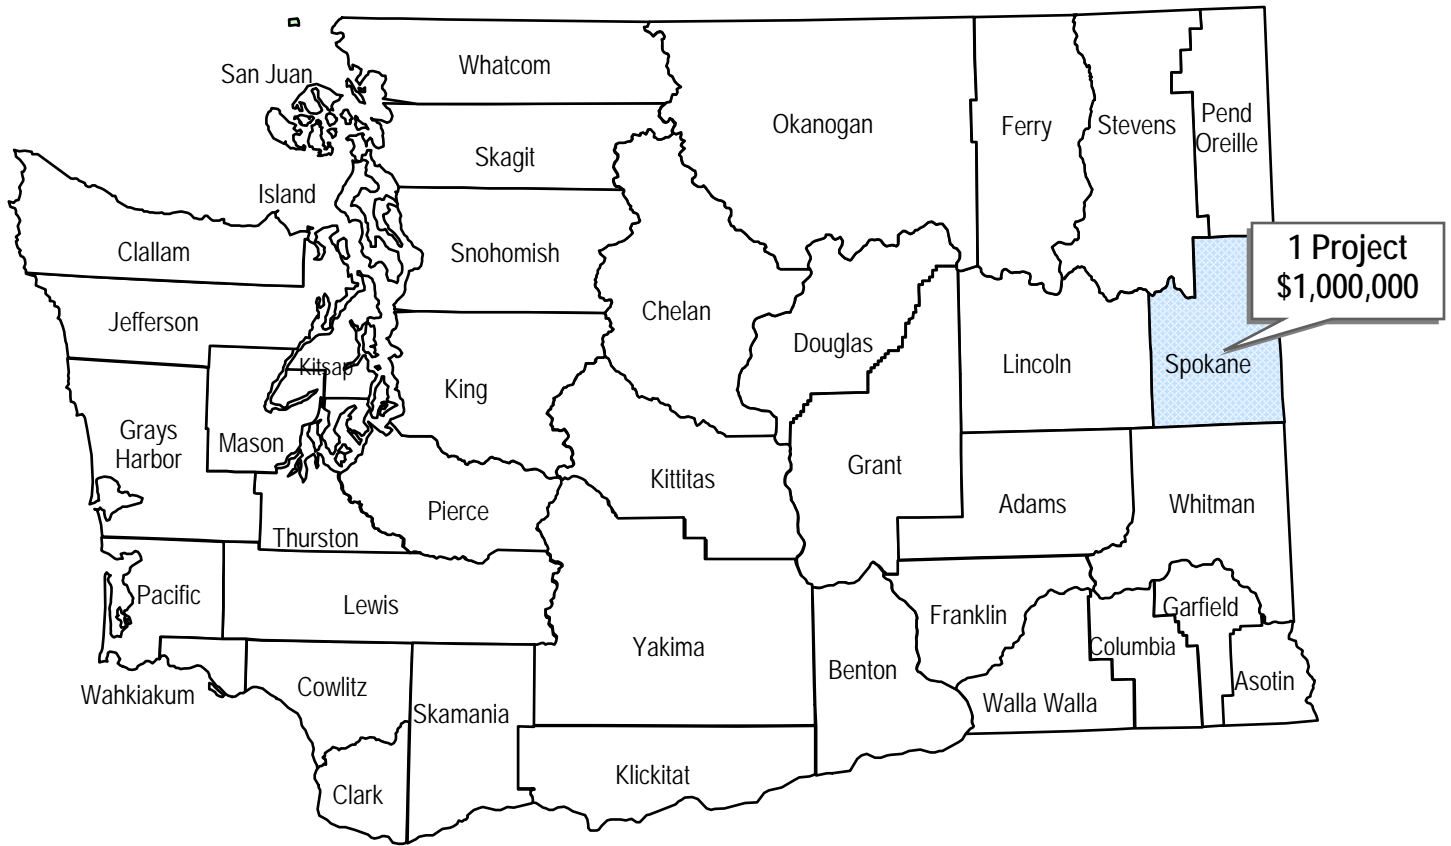 San Juan
Whatcom
Okanogan
Ferry
Stevens
Pend
Oreille
Skagit
Island
Clallam
Snohomish
1 Project
$1,000,000
Jefferson
Chelan
Douglas
Lincoln
Spokane
Kitsap
King
Grays
Harbor
Mason
Kittitas
Grant
Adams
Whitman
Pierce
Thurston
Pacific
Lewis
Yakima
Franklin
Garfield
Columbia
Benton
Asotin
Wahkiakum
Cowlitz
Skamania
Walla Walla
Klickitat
Clark